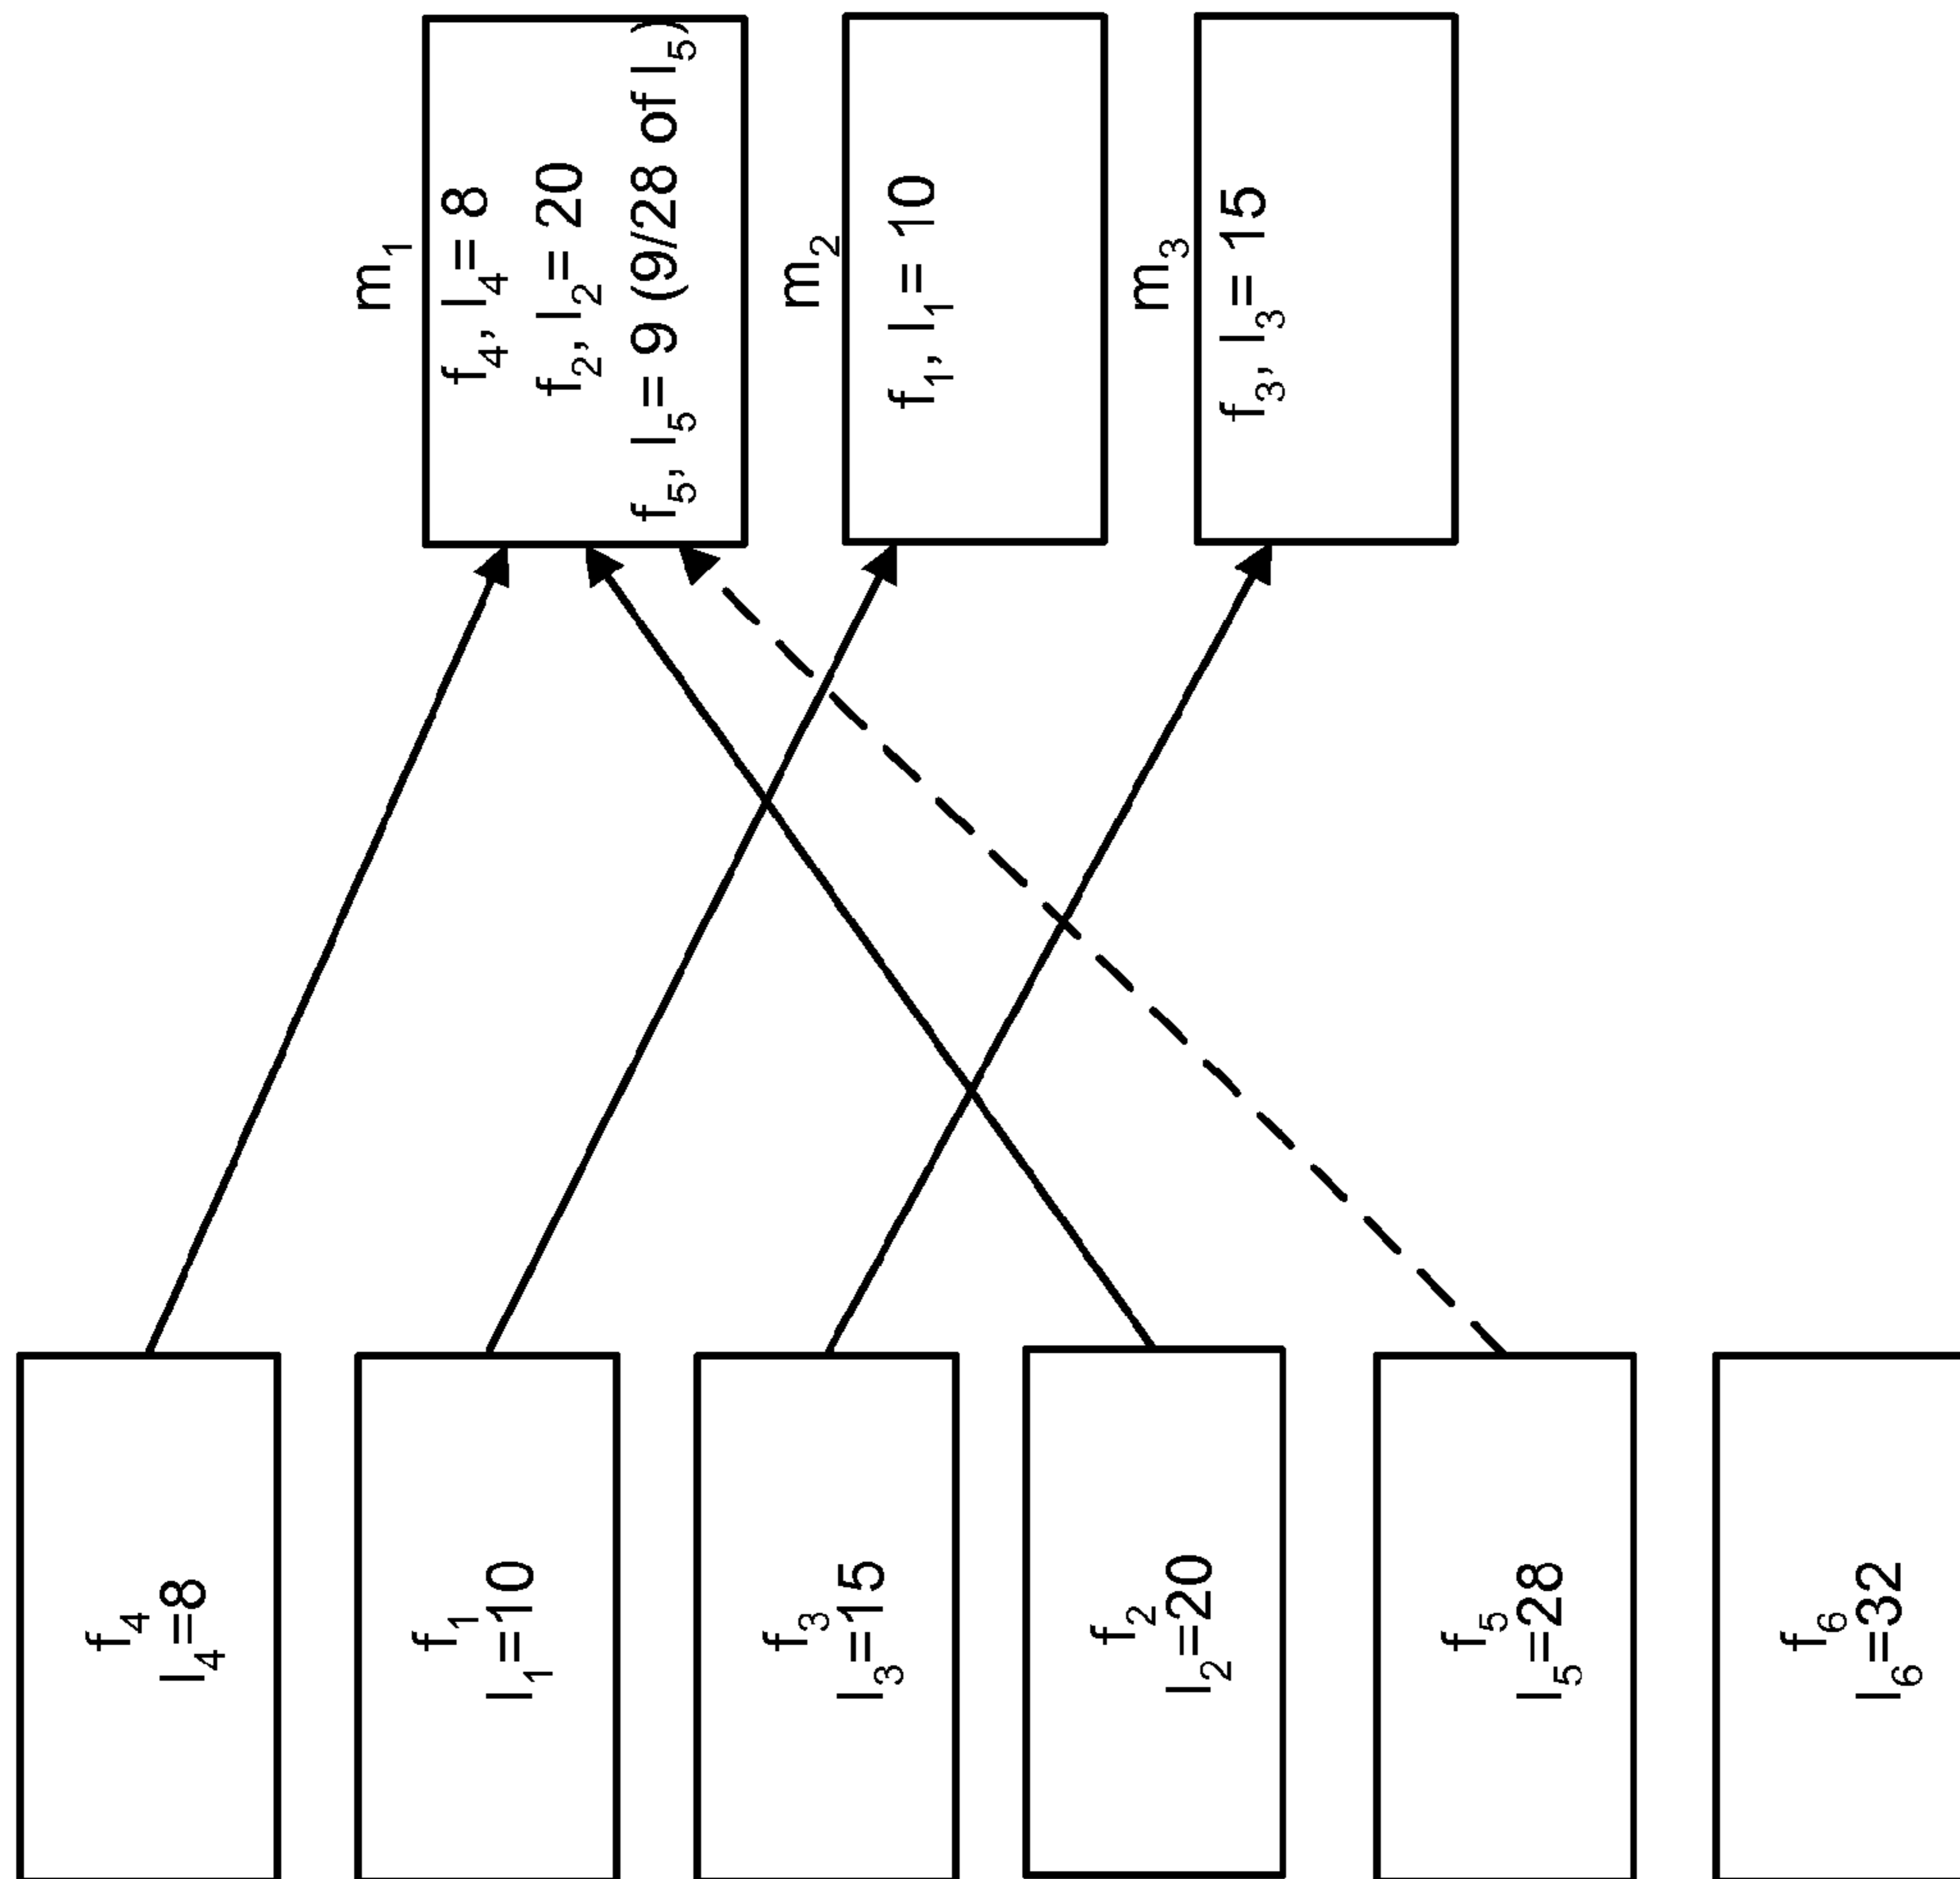 f4
l4=8
f1
l1=10
f3
l3=15
f2
l2=20
f5
l5=28
f6
l6=32
m1
f4, l4= 8
f2, l2= 20
f5, l5= 9 (9/28 of l5)
m2
f1, l1= 10
m3
f3, l3= 15